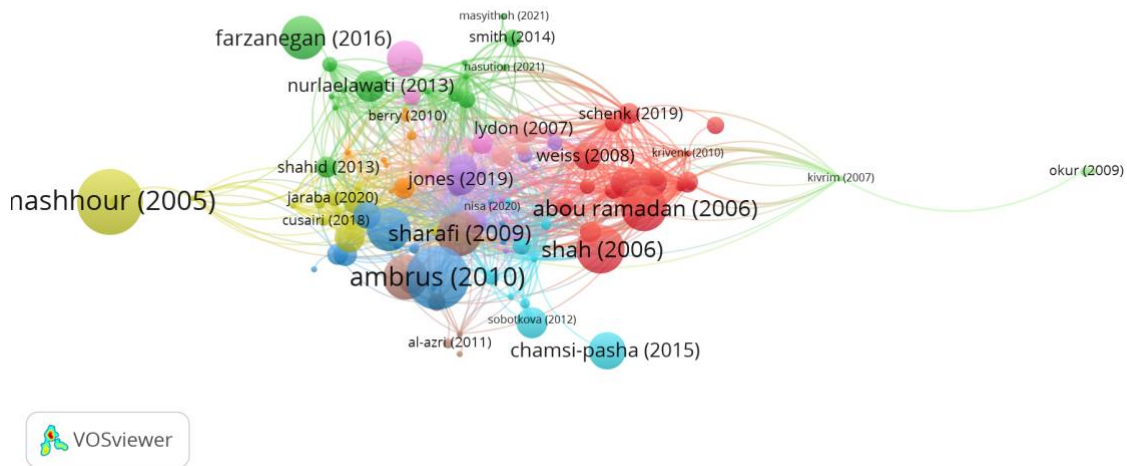 masyithoh (2021)
farzanegan (2016)
smith (2014)
nasution (2021)
nurlaelawati (2013)
berry (2010)
schenk (2019)
lydon (2007)
weiss (2008)
krivenk (2010)
shahid (2013)
okur (2009)
jones (2019)
kivrim (2007)
nashhour (2005)
jaraba (2020)
nisa (2020)
abou ramadan (2006)
cusairi (2018)
sharafi (2009)
shah (2006)
ambrus (2010)
sobotkova (2012)
al-azri (2011)
chamsi-pasha (2015)
VOSviewer